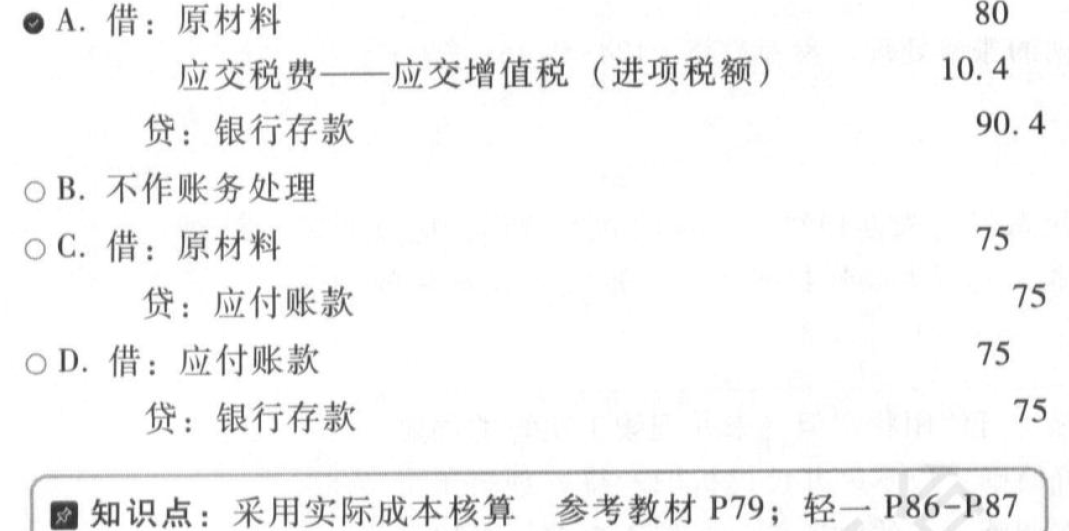 A. 借：原材料 80
应交税费——应交增值税（进项税额） 10.4
贷：银行存款 90.4
B. 不作账务处理
C. 借：原材料 75
贷：应付账款 75
D. 借：应付账款 75
贷：银行存款 75
知识点：采用实际成本核算 参考教材 P79；轻一 P86-P87